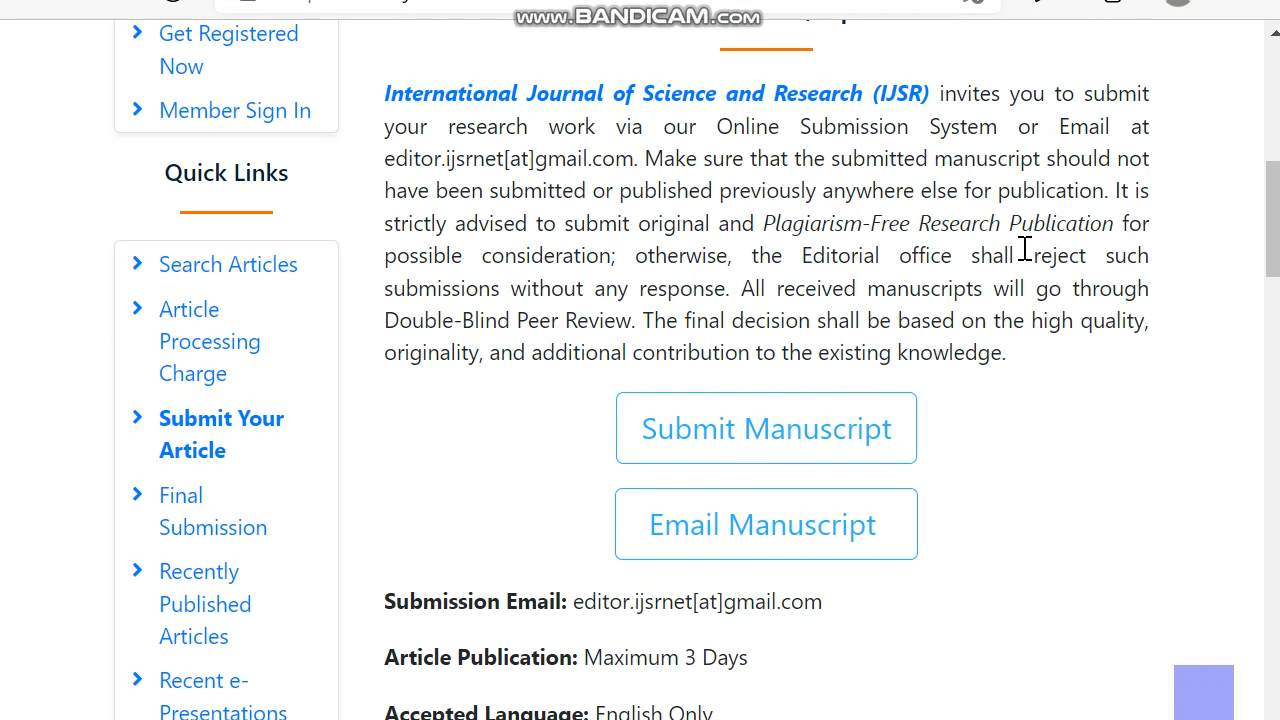 www.BANDICAM.com
Get Registered
Now
Member Sign In
Quick Links
Search Articles
Article
Processing
Charge
Submit Your
Article
Final
Submission
Recently
Published
Articles
Recent e-
Presentations
International Journal of Science and Research (IJSR) invites you to submit
your research work via our Online Submission System or Email at
editor.ijsrnet[at]gmail.com. Make sure that the submitted manuscript should not
have been submitted or published previously anywhere else for publication. It is
strictly advised to submit original and Plagiarism-Free Research Publication for
possible consideration; otherwise, the Editorial office shall reject such
submissions without any response. All received manuscripts will go through
Double-Blind Peer Review. The final decision shall be based on the high quality,
originality, and additional contribution to the existing knowledge.
Submit Manuscript
Email Manuscript
Submission Email: editor.ijsrnet[at]gmail.com
Article Publication: Maximum 3 Days
Accepted Language: English Only